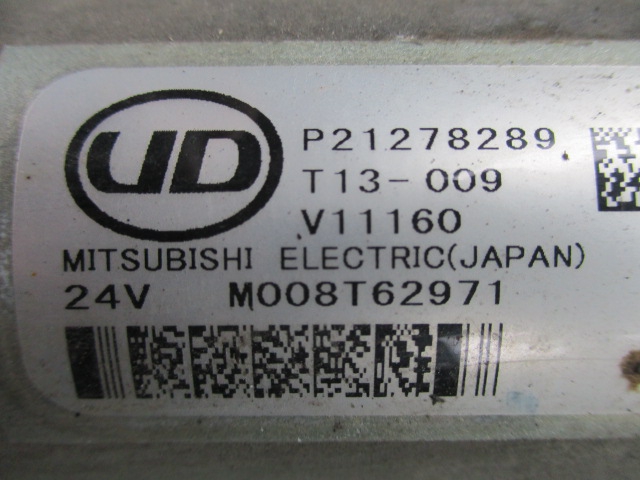 UD
P21278289
T13-009
V11160
MITSUBISHI ELECTRIC(JAPAN)
24V M008T62971